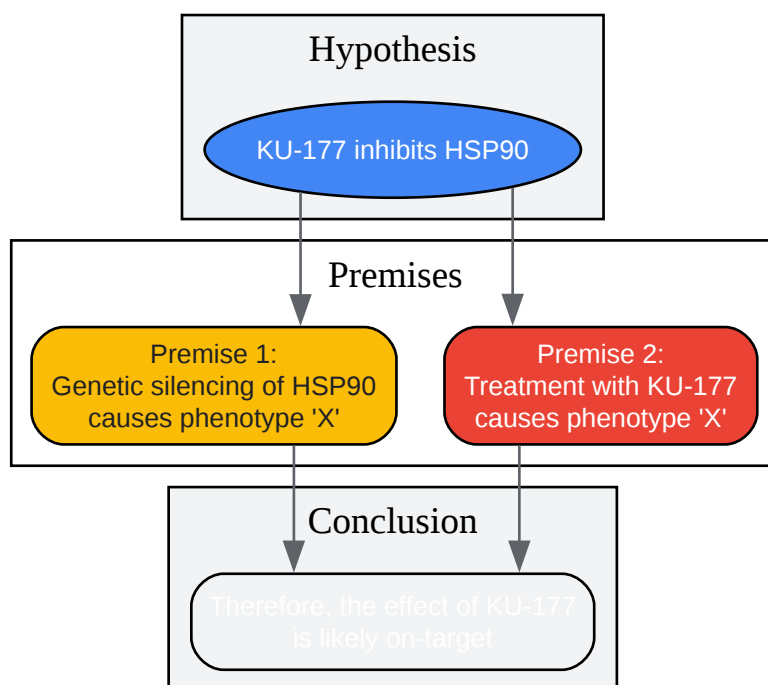 Hypothesis
KU-177 inhibits HSP90
Premises
Premise 1:
Genetic silencing of HSP90
causes phenotype 'X'
Premise 2:
Treatment with KU-177
causes phenotype 'X'
Conclusion
Therefore, the effect of KU-177
is likely on-target